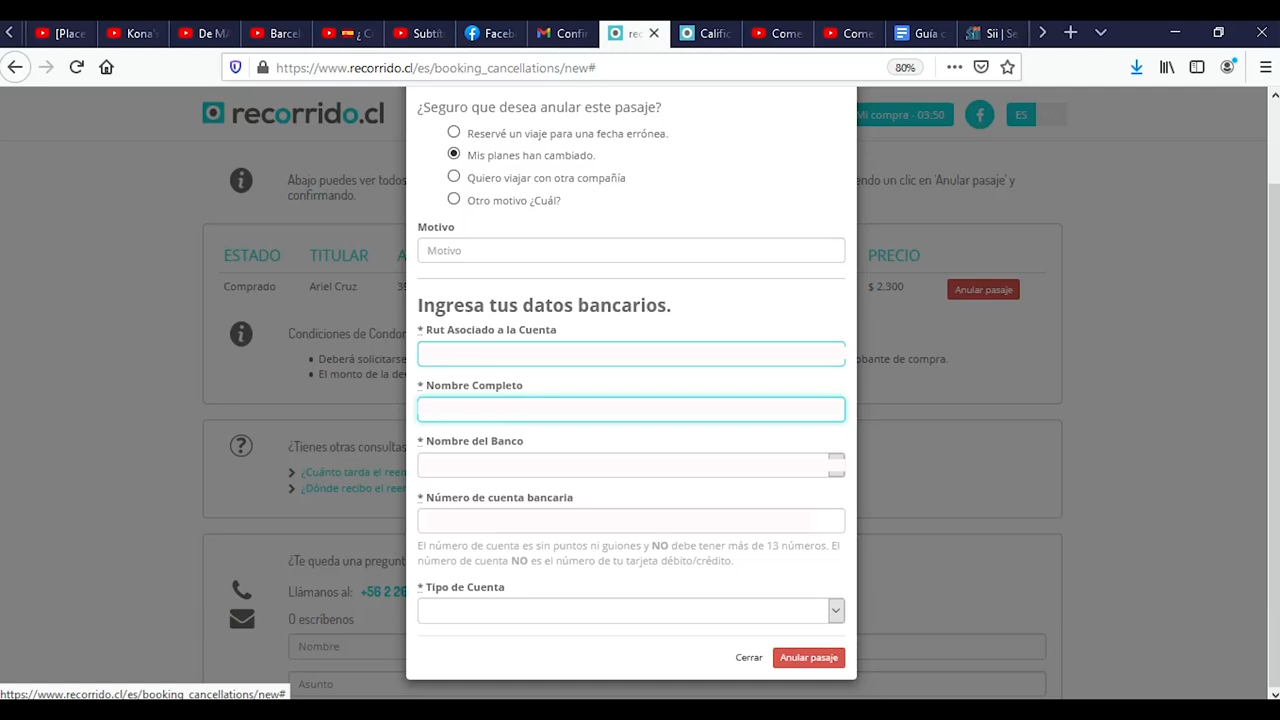 [Place
Kona's
De MA
Barcel
¿ C
Subtit
Faceb
Confir
rec
Calific
Come
Come
Guía c
Sii | Se
https://www.recorrido.cl/es/booking_cancellations/new#
80%
recorrido.cl
Mi compra - 03:50
ES
¿Seguro que desea anular este pasaje?
Reservé un viaje para una fecha errónea.
Mis planes han cambiado.
Quiero viajar con otra compañía
Otro motivo ¿Cuál?
Motivo
Motivo
Abajo puedes ver todos
endo un clic en 'Anular pasaje' y
confirmando.
ESTADO TITULAR A PRECIO
Comprado Ariel Cruz 35 $ 2.300 Anular pasaje
Condiciones de Condor
Deberá solicitarse
obante de compra.
El monto de la dev
Ingresa tus datos bancarios.
* Rut Asociado a la Cuenta
* Nombre Completo
* Nombre del Banco
* Número de cuenta bancaria
El número de cuenta es sin puntos ni guiones y NO debe tener más de 13 números. El
número de cuenta NO es el número de tu tarjeta débito/crédito.
* Tipo de Cuenta
Cerrar Anular pasaje
¿Tienes otras consultas
¿Cuánto tarda el reem
¿Dónde recibo el reem
¿Te queda una pregunt
Llámanos al: +56 2 26
O escríbenos
Nombre
Asunto
https://www.recorrido.cl/es/booking_cancellations/new#